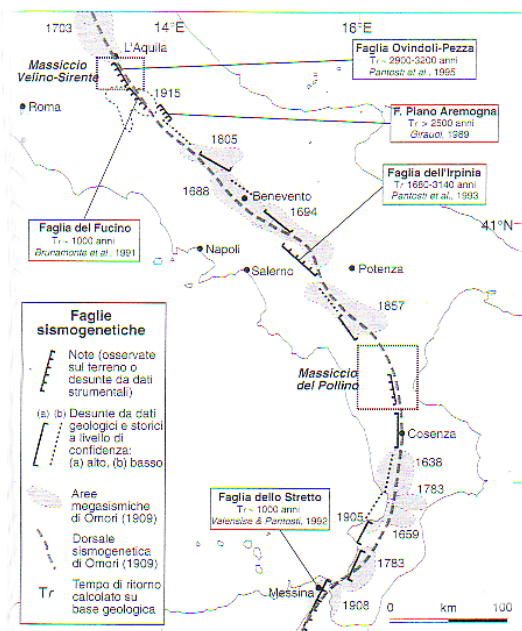 1703
14°E
16°E
L'Aquila
Massiccio
Velino-Sirente
Roma
1915
Faglia Ovindoli-Pezza
Tr ~ 2900-3200 anni
Pantosti et al., 1995
F. Piano Aremogna
Tr > 2500 anni
Giraudi, 1989
1805
Faglia dell'Irpinia
Tr 1680-3140 anni
Pantosti et al., 1993
1688
Benevento
1694
41°N
Faglia del Fucino
Tr ~ 1000 anni
Brunamonte et al., 1991
Napoli
Salerno
Potenza
1857
Massiccio
del Pollino
Cosenza
1638
1783
Faglia dello Stretto
Tr ~ 1000 anni
Valensise & Pantosti, 1992
1905
1659
1783
Messina
1908
0 km 100
Faglie
sismogenetiche
Note (osservate
sul terreno o
desunte da dati
strumentali)
(a) (b) Desunte da dati
geologici e storici
a livello di
confidenza:
(a) alto, (b) basso
Aree
megasismiche
di Omori (1909)
Dorsale
sismogenetica
di Omori (1909)
Tr Tempo di ritorno
calcolato su
base geologica